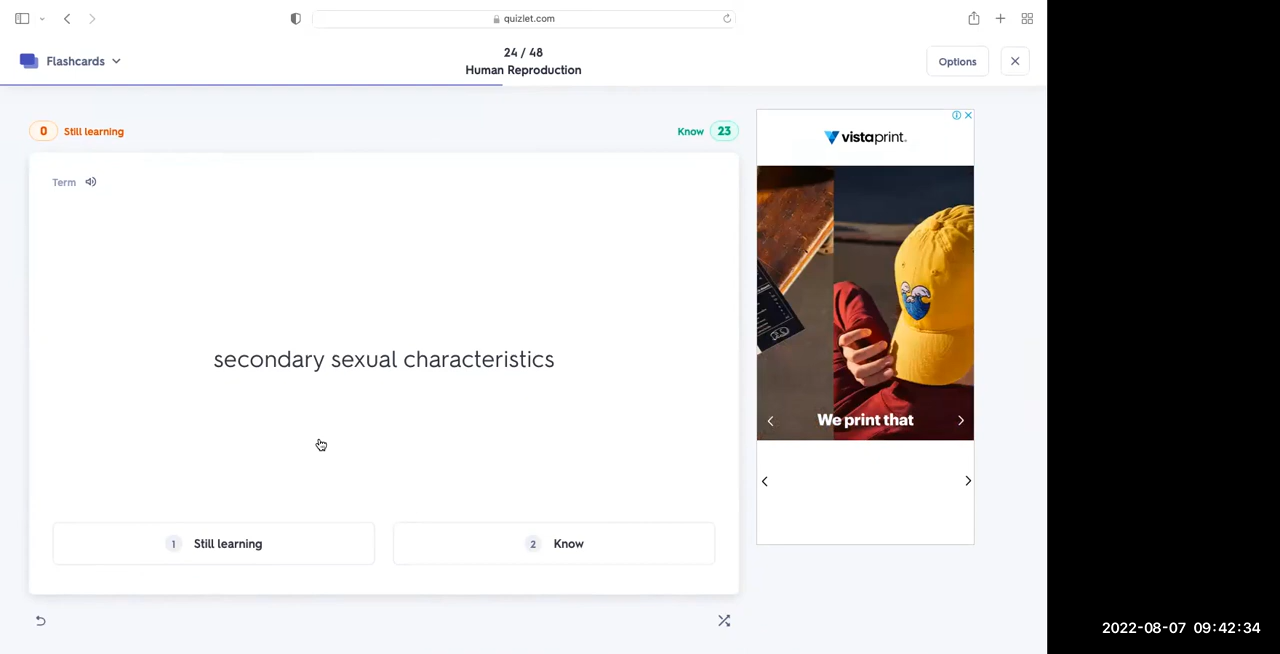 quizlet.com
Flashcards
24 / 48
Human Reproduction
Options
0 Still learning
Know 23
Term
secondary sexual characteristics
1 Still learning
2 Know
vistaprint.
We print that
2022-08-07 09:42:34